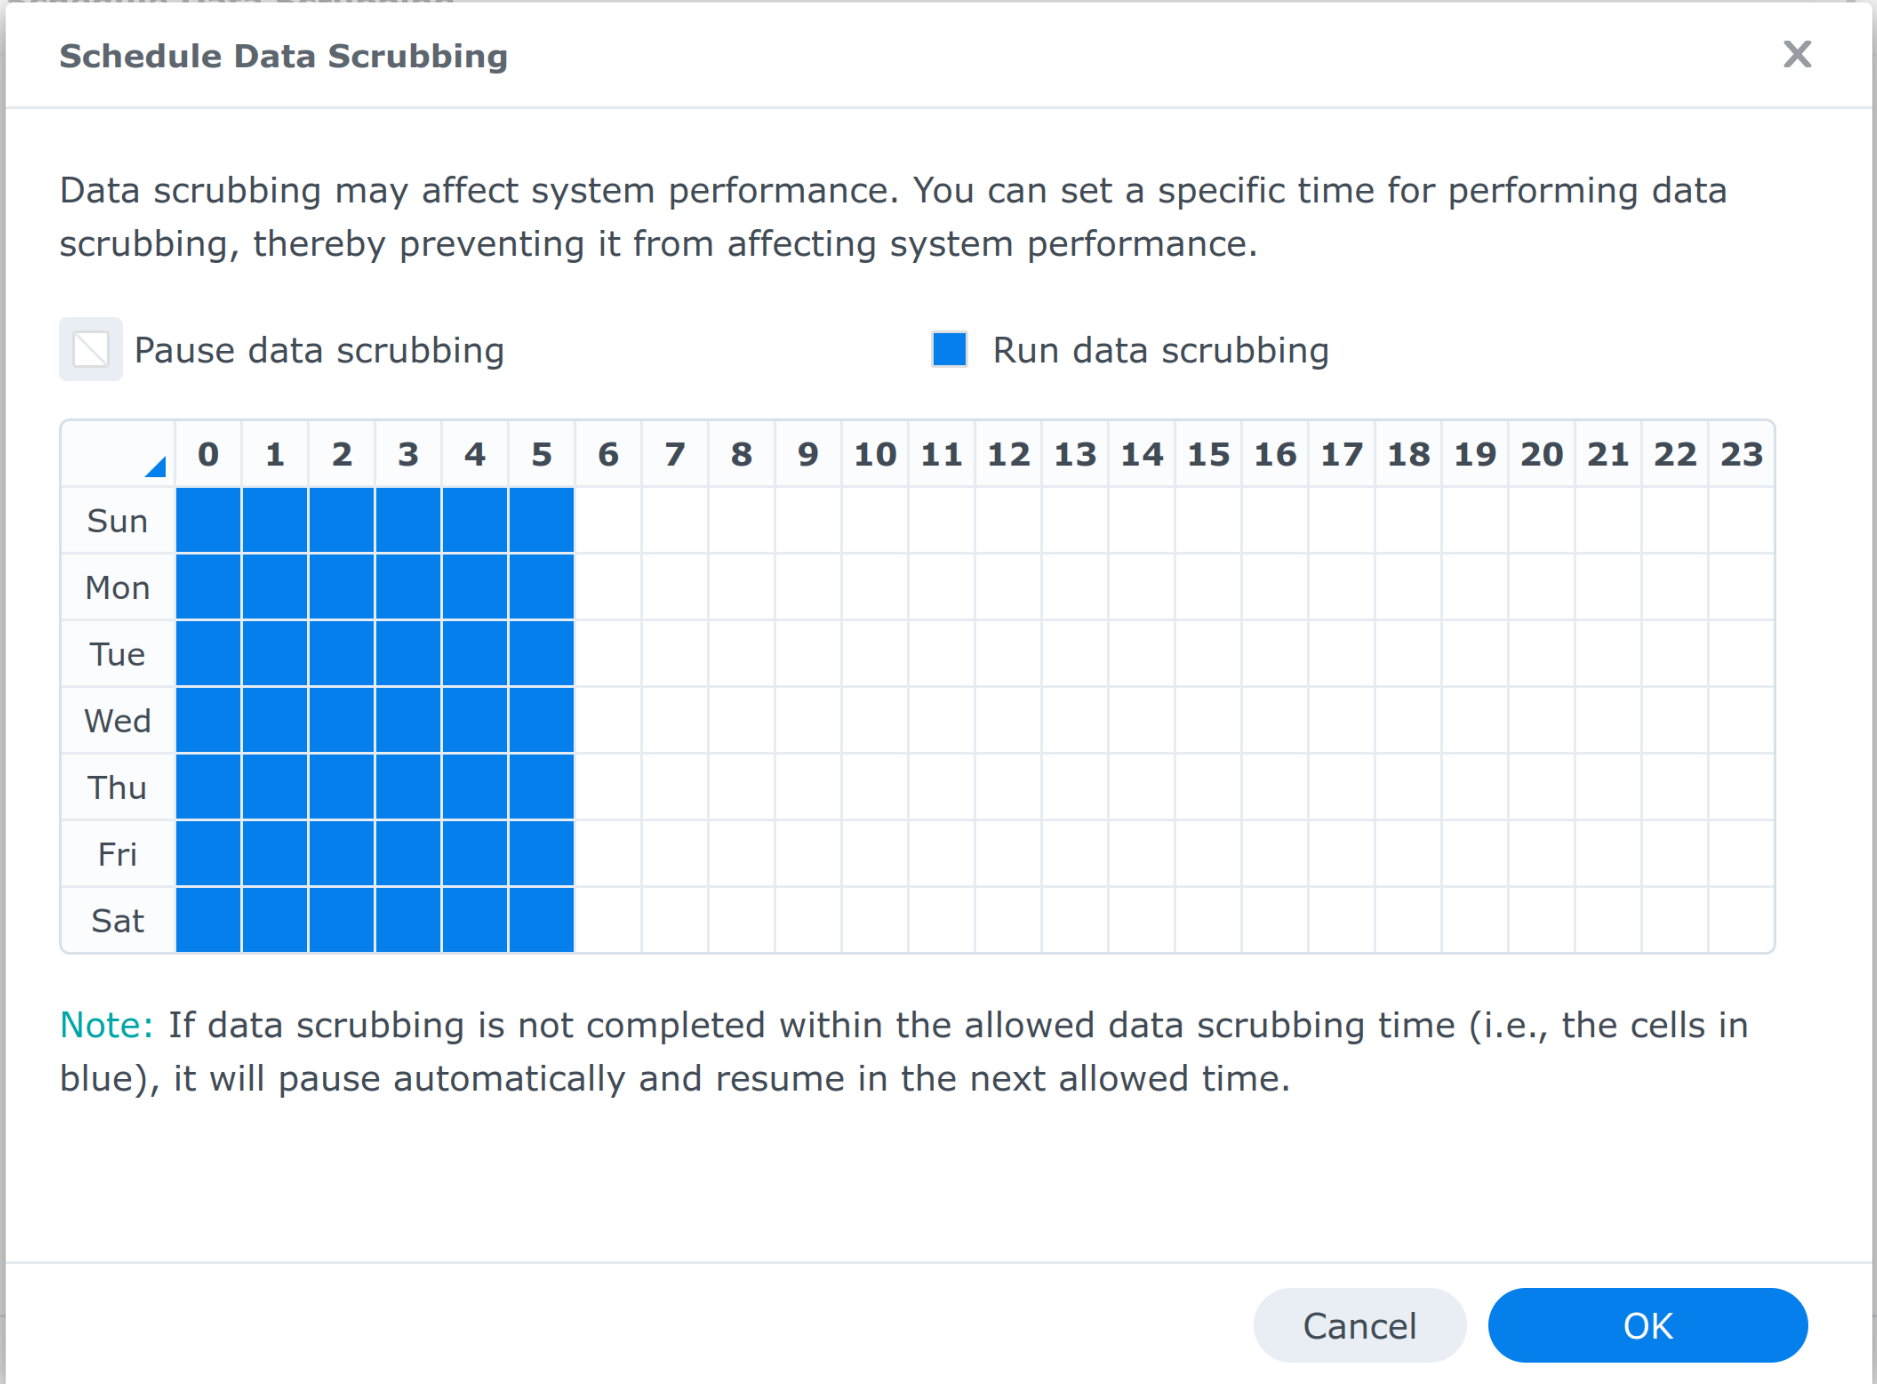 Schedule Data Scrubbing
Data scrubbing may affect system performance. You can set a specific time for performing data
scrubbing, thereby preventing it from affecting system performance.
Pause data scrubbing Run data scrubbing
0 1 2 3 4 5 6 7 8 9 10 11 12 13 14 15 16 17 18 19 20 21 22 23
Sun
Mon
Tue
Wed
Thu
Fri
Sat
Note: If data scrubbing is not completed within the allowed data scrubbing time (i.e., the cells in
blue), it will pause automatically and resume in the next allowed time.
Cancel OK